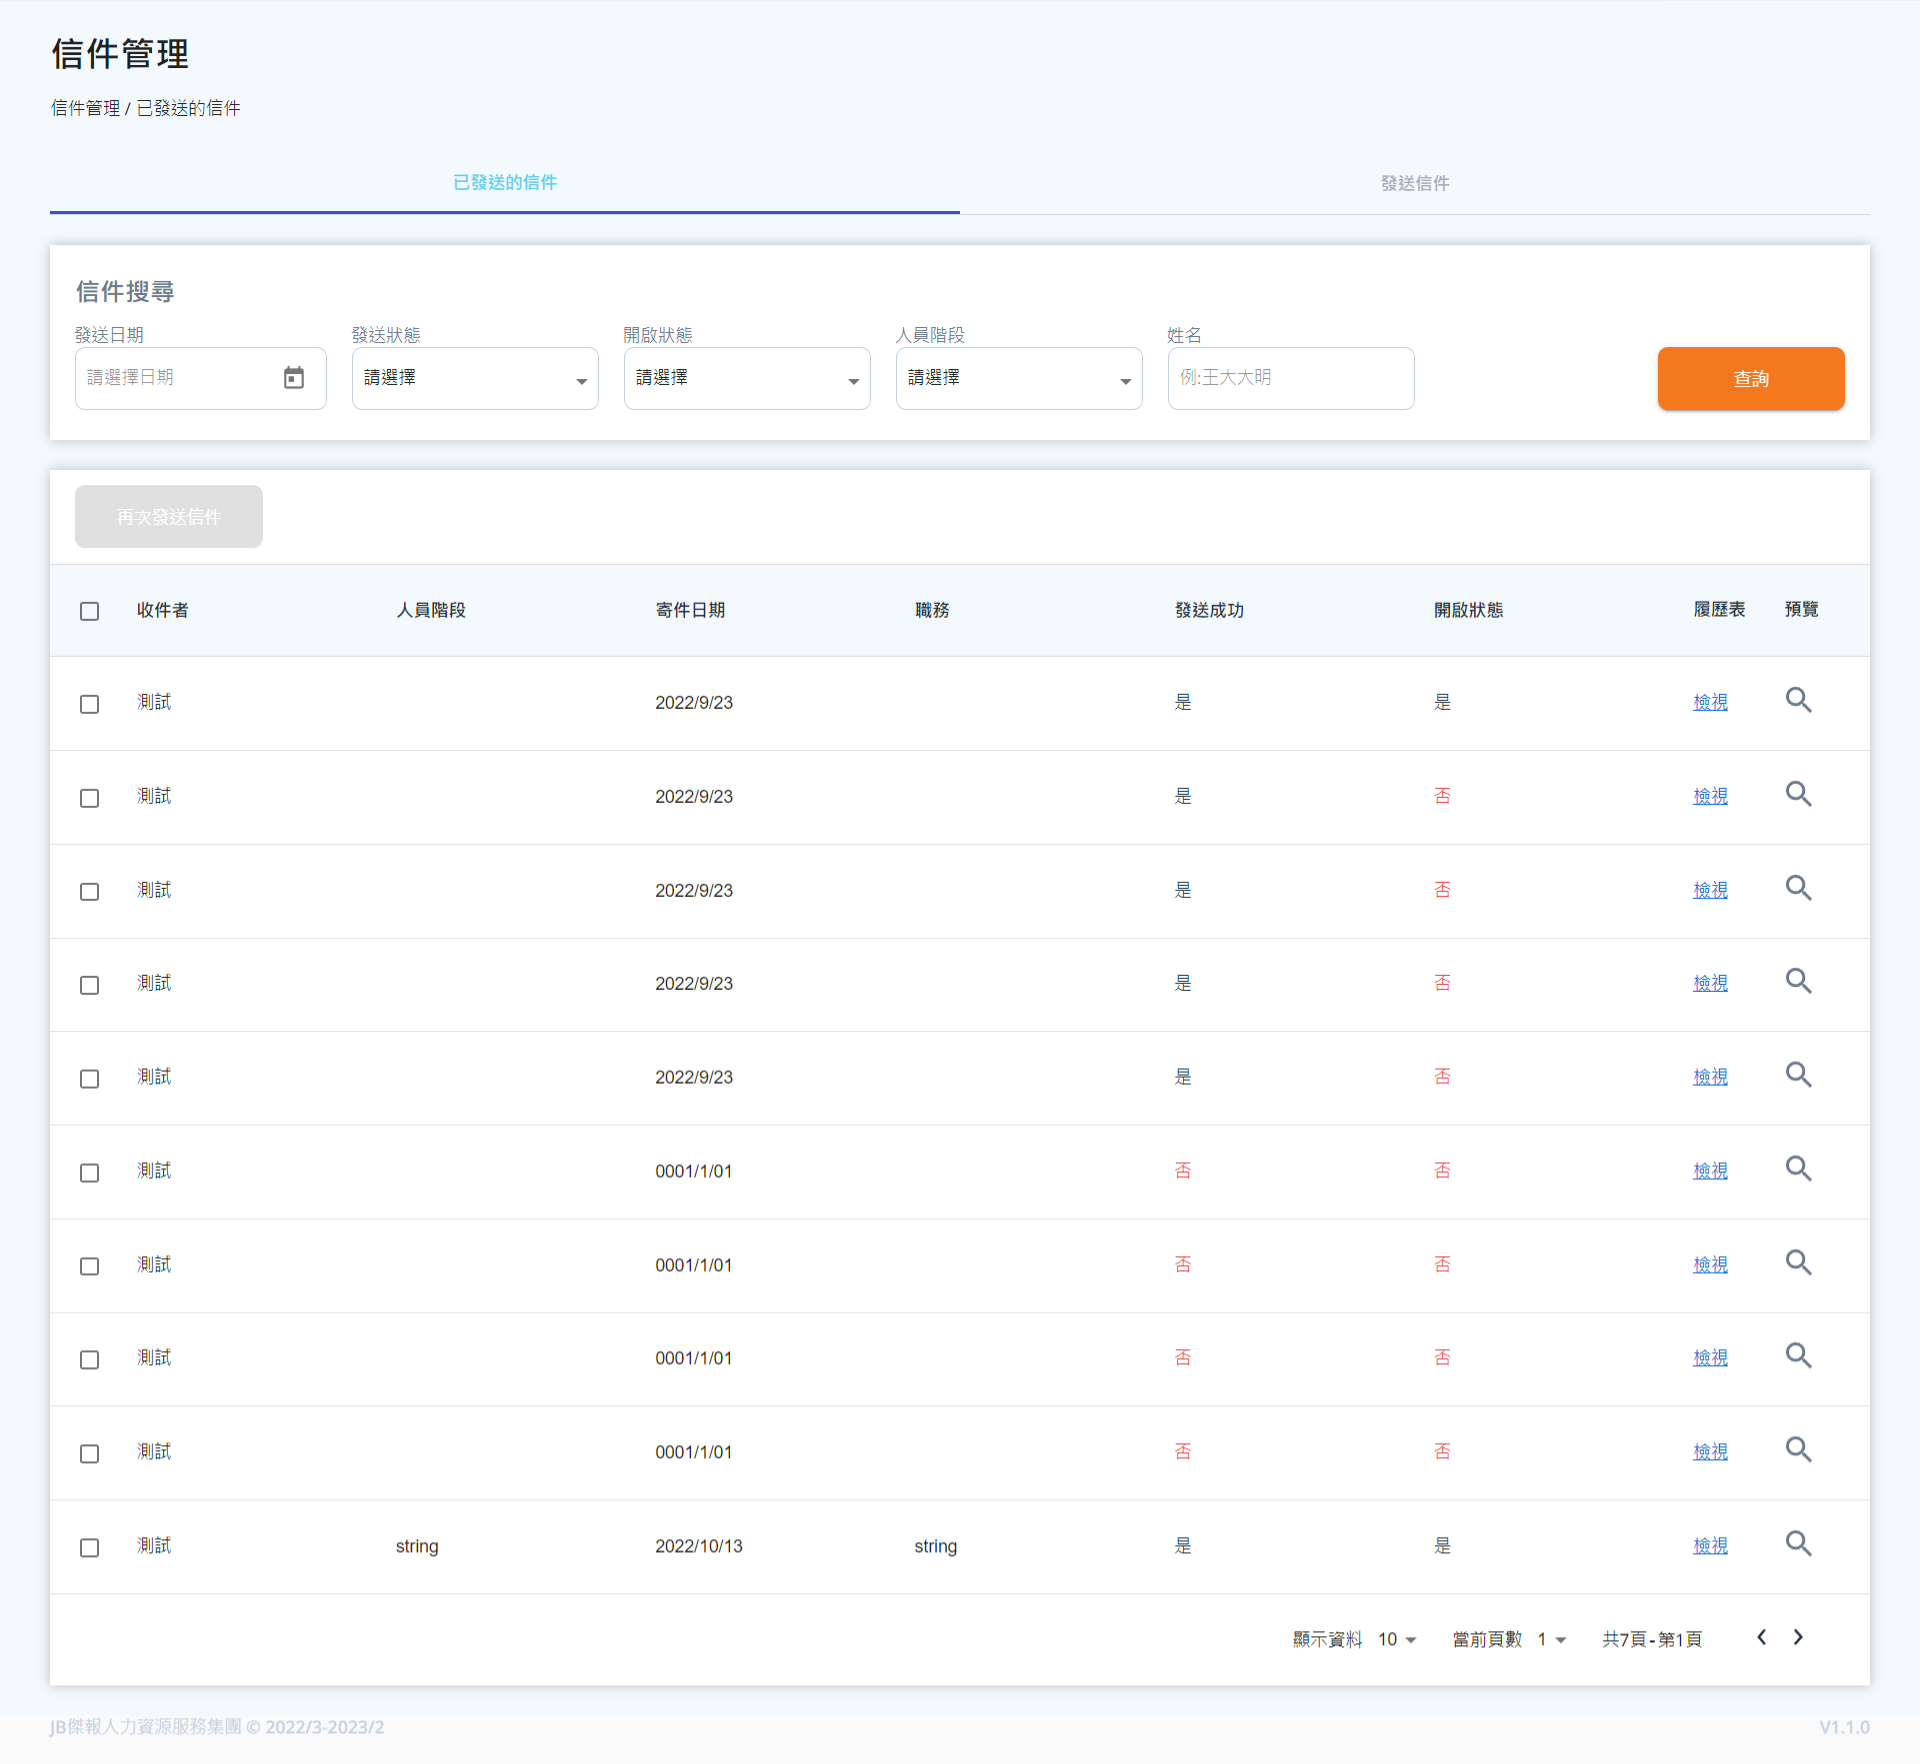 信件管理
信件管理 / 已發送的信件
已發送的信件 發送信件
信件搜尋
發送日期 發送狀態 開啟狀態 人員階段 姓名
請選擇日期 請選擇 請選擇 請選擇 例:王大大明 查詢
再次發送信件
收件者 人員階段 寄件日期 職務 發送成功 開啟狀態 履歷表 預覽
測試 2022/9/23 是 是 檢視
測試 2022/9/23 是 否 檢視
測試 2022/9/23 是 否 檢視
測試 2022/9/23 是 否 檢視
測試 2022/9/23 是 否 檢視
測試 0001/1/01 否 否 檢視
測試 0001/1/01 否 否 檢視
測試 0001/1/01 否 否 檢視
測試 0001/1/01 否 否 檢視
測試 string 2022/10/13 string 是 是 檢視
顯示資料 10 當前頁數 1 共7頁-第1頁
JB傑報人力資源服務集團 © 2022/3-2023/2 V1.1.0